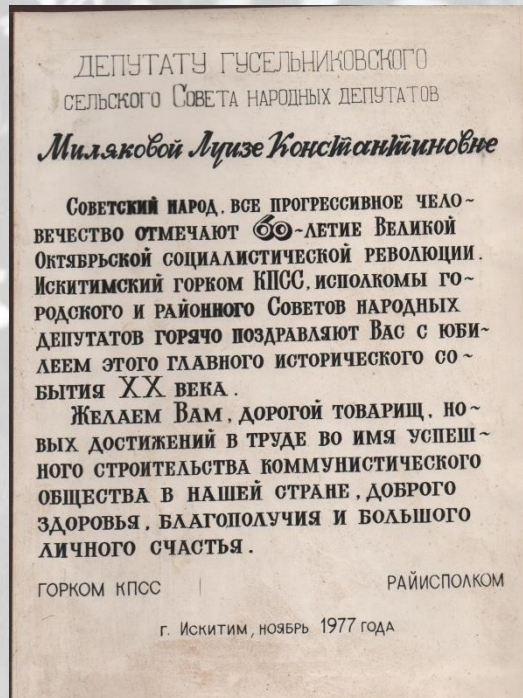 ДЕПУТАТУ ГУСЕЛЬНИКОВСКОГО
СЕЛЬСКОГО СОВЕТА НАРОДНЫХ ДЕПУТАТОВ
Миляковой Луизе Константиновне
СОВЕТСКИЙ НАРОД, ВСЕ ПРОГРЕССИВНОЕ ЧЕЛО-
ВЕЧЕСТВО ОТМЕЧАЮТ 60-ЛЕТИЕ ВЕЛИКОЙ
ОКТЯБРЬСКОЙ СОЦИАЛИСТИЧЕСКОЙ РЕВОЛЮЦИИ.
ИСКИТИМСКИЙ ГОРКОМ КПСС, ИСПОЛКОМЫ ГО-
РОДСКОГО И РАЙОННОГО СОВЕТОВ НАРОДНЫХ
ДЕПУТАТОВ ГОРЯЧО ПОЗДРАВЛЯЮТ ВАС С ЮБИ-
ЛЕЕМ ЭТОГО ГЛАВНОГО ИСТОРИЧЕСКОГО СО-
БЫТИЯ XX ВЕКА.
ЖЕЛАЕМ ВАМ, ДОРОГОЙ ТОВАРИЩ, НО-
ВЫХ ДОСТИЖЕНИЙ В ТРУДЕ ВО ИМЯ УСПЕШ-
НОГО СТРОИТЕЛЬСТВА КОММУНИСТИЧЕСКОГО
ОБЩЕСТВА В НАШЕЙ СТРАНЕ, ДОБРОГО
ЗДОРОВЬЯ, БЛАГОПОЛУЧИЯ И БОЛЬШОГО
ЛИЧНОГО СЧАСТЬЯ.
ГОРКОМ КПСС РАЙИСПОЛКОМ
г. ИСКИТИМ, НОЯБРЬ 1977 ГОДА